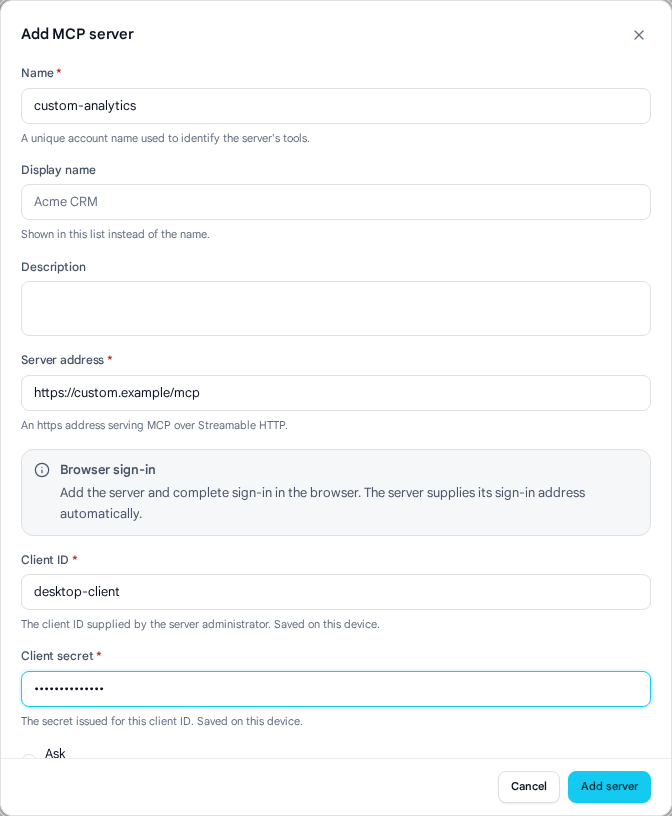 Add MCP server
Name *
custom-analytics
A unique account name used to identify the server's tools.
Display name
Acme CRM
Shown in this list instead of the name.
Description
Server address *
https://custom.example/mcp
An https address serving MCP over Streamable HTTP.
Browser sign-in
Add the server and complete sign-in in the browser. The server supplies its sign-in address
automatically.
Client ID *
desktop-client
The client ID supplied by the server administrator. Saved on this device.
Client secret *
••••••••••••••
The secret issued for this client ID. Saved on this device.
Ask
Cancel
Add server